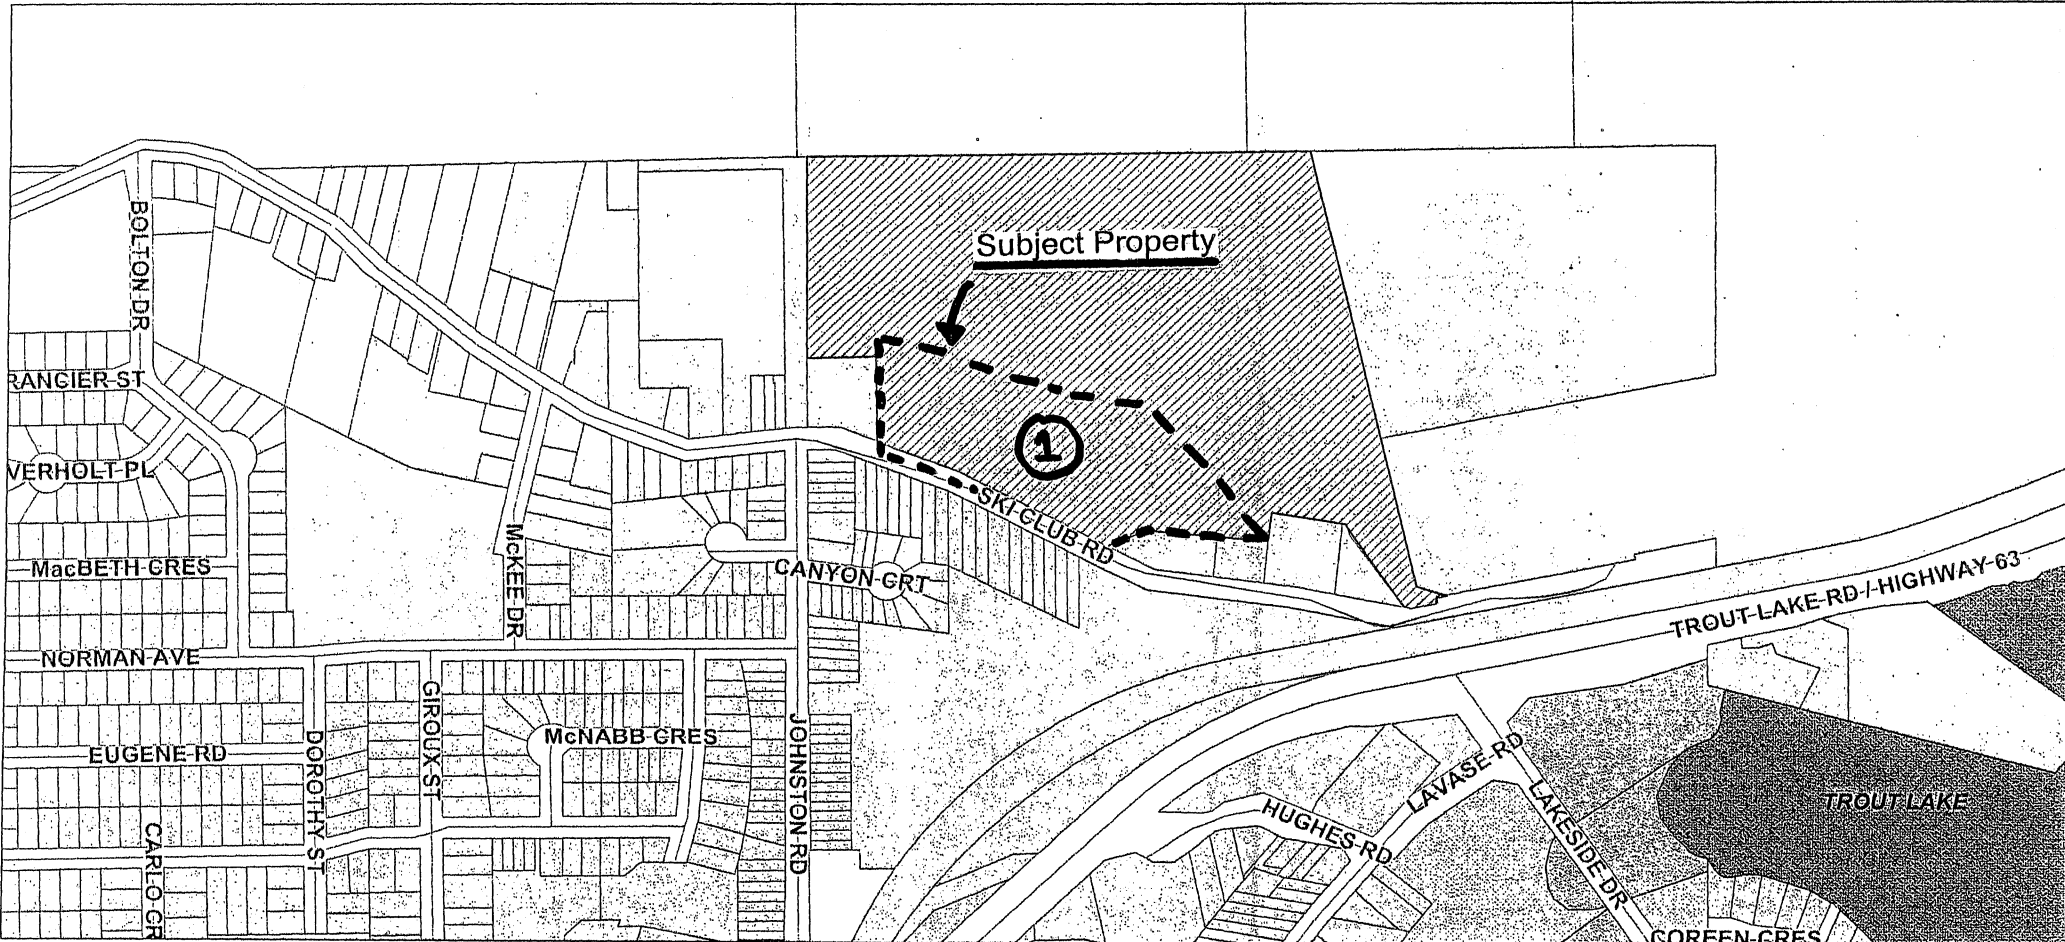 BOLTON DR
Subject Property
RANCIER ST
1
VERHOLT PL
SKI CLUB RD
MacBETH CRES
McKEE DR
CANYON CRT
TROUT LAKE RD / HIGHWAY 63
NORMAN AVE
GIROUX ST
DOROTHY ST
McNABB CRES
EUGENE RD
JOHNSTON RD
LAVASE RD
LAKESIDE DR
TROUT LAKE
HUGHES RD
CARLO CR
COREEN CRES